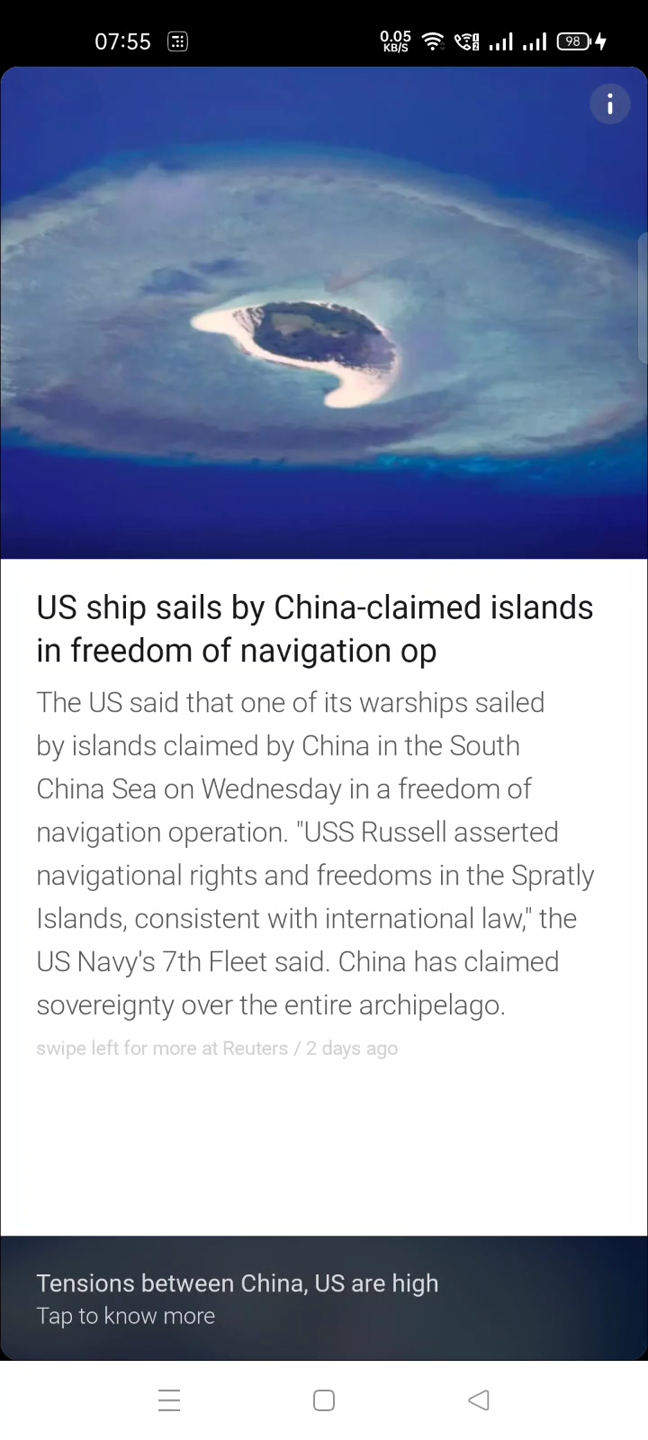 07:55
0.05
KB/S
98
US ship sails by China-claimed islands
in freedom of navigation op
The US said that one of its warships sailed
by islands claimed by China in the South
China Sea on Wednesday in a freedom of
navigation operation. "USS Russell asserted
navigational rights and freedoms in the Spratly
Islands, consistent with international law," the
US Navy's 7th Fleet said. China has claimed
sovereignty over the entire archipelago.
swipe left for more at Reuters / 2 days ago
Tensions between China, US are high
Tap to know more